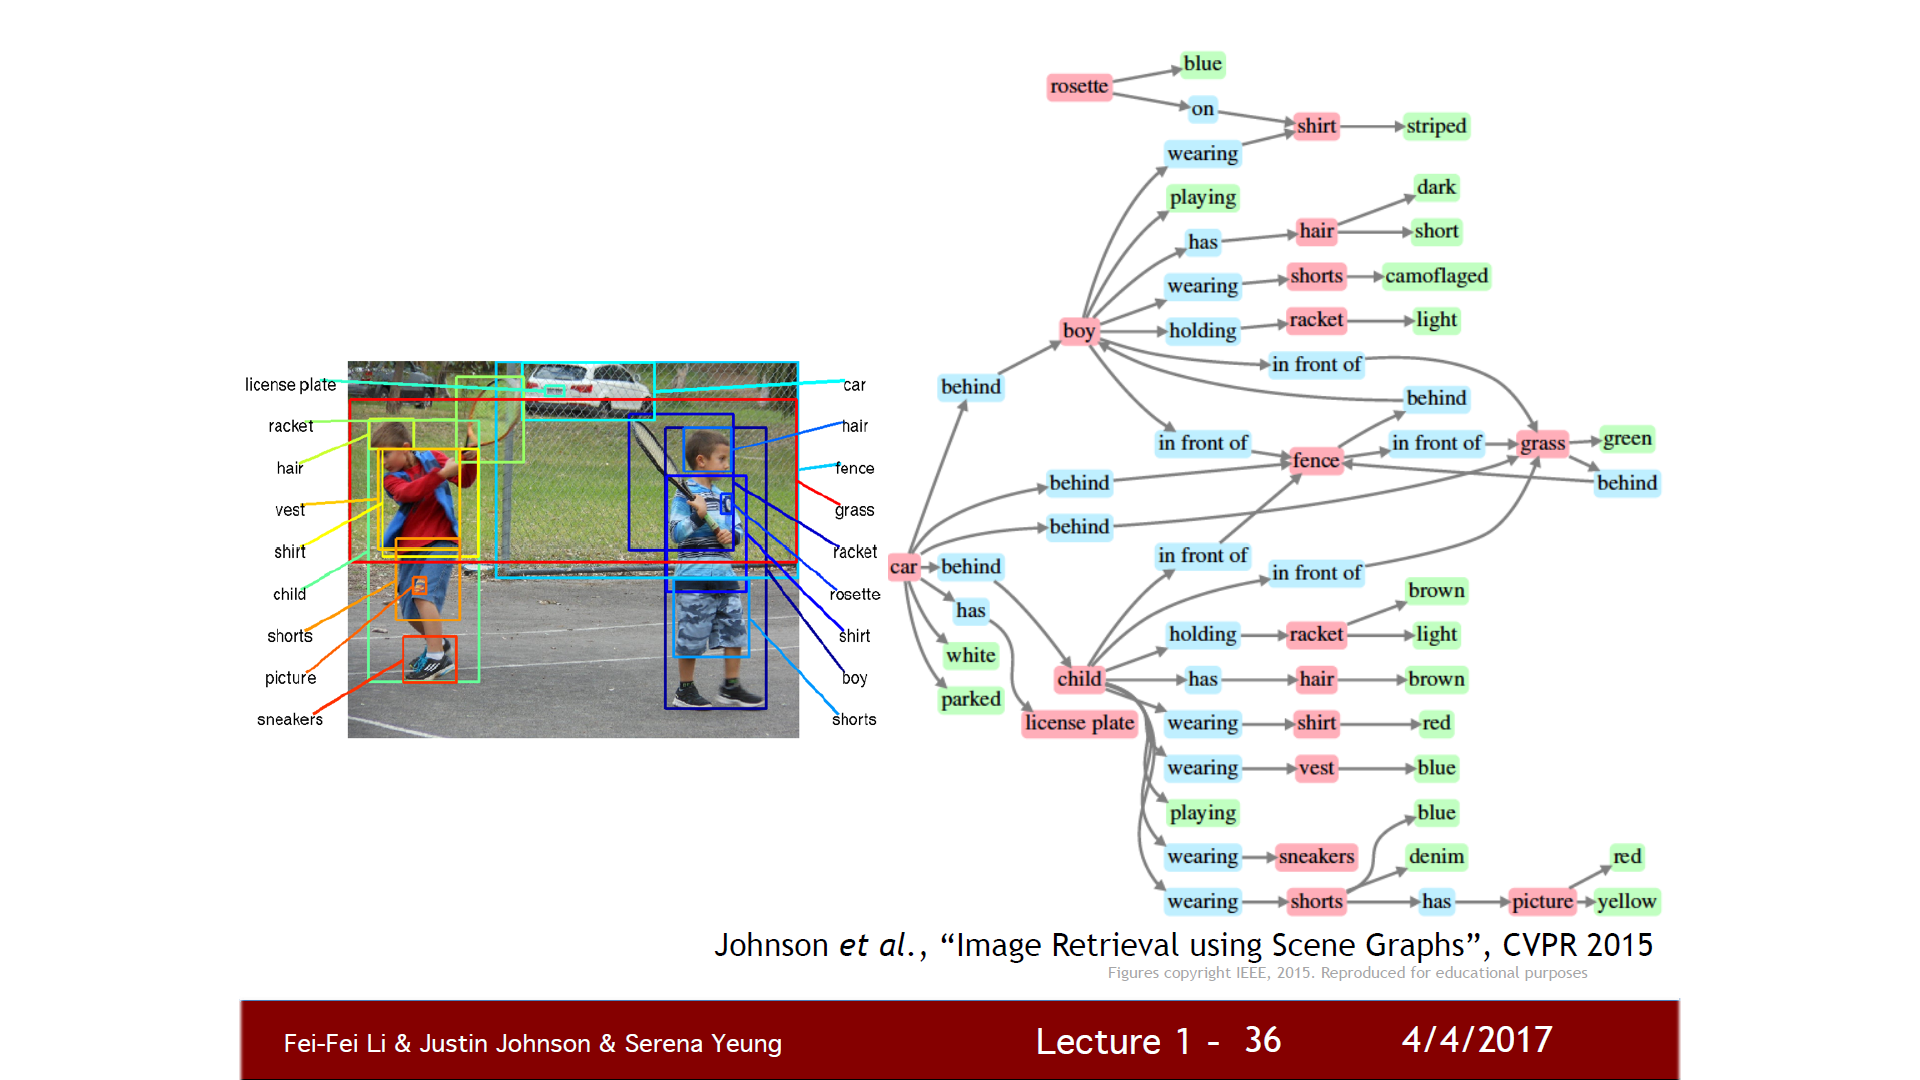 license plate
racket
hair
vest
shirt
child
shorts
picture
sneakers
car
hair
fence
grass
racket
rosette
shirt
boy
shorts
rosette
blue
on
shirt
striped
wearing
playing
dark
has
hair
short
wearing
shorts
camoflaged
boy
holding
racket
light
in front of
behind
behind
in front of
fence
in front of
grass
green
behind
behind
behind
in front of
in front of
car
behind
has
white
parked
license plate
child
holding
racket
brown
light
has
hair
brown
wearing
shirt
red
wearing
vest
blue
playing
wearing
sneakers
wearing
shorts
blue
denim
has
picture
red
yellow
Johnson et al., “Image Retrieval using Scene Graphs”, CVPR 2015
Figures copyright IEEE, 2015. Reproduced for educational purposes
Fei-Fei Li & Justin Johnson & Serena Yeung
Lecture 1 - 36
4/4/2017